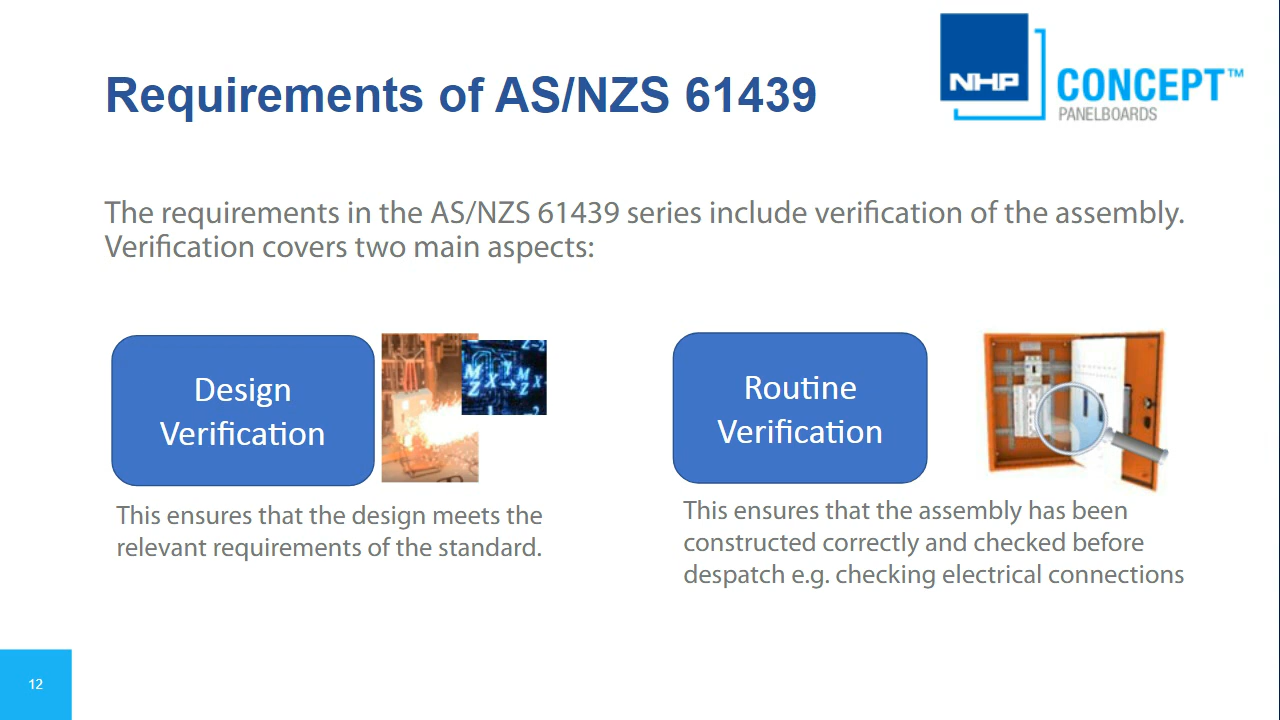 Requirements of AS/NZS 61439
NHP
CONCEPT™
PANELBOARDS
The requirements in the AS/NZS 61439 series include verification of the assembly.
Verification covers two main aspects:
Design
Verification
This ensures that the design meets the
relevant requirements of the standard.
Routine
Verification
This ensures that the assembly has been
constructed correctly and checked before
despatch e.g. checking electrical connections
12